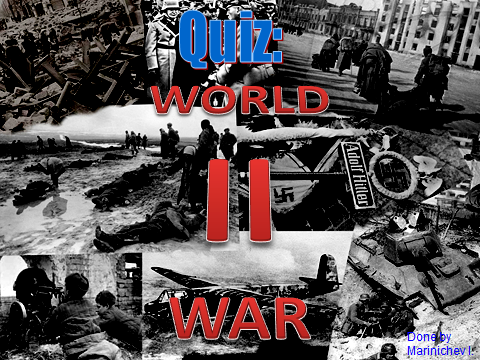 Quiz:
WORLD
Adolf Hitler
II
WAR
Done by
Marinichev I.